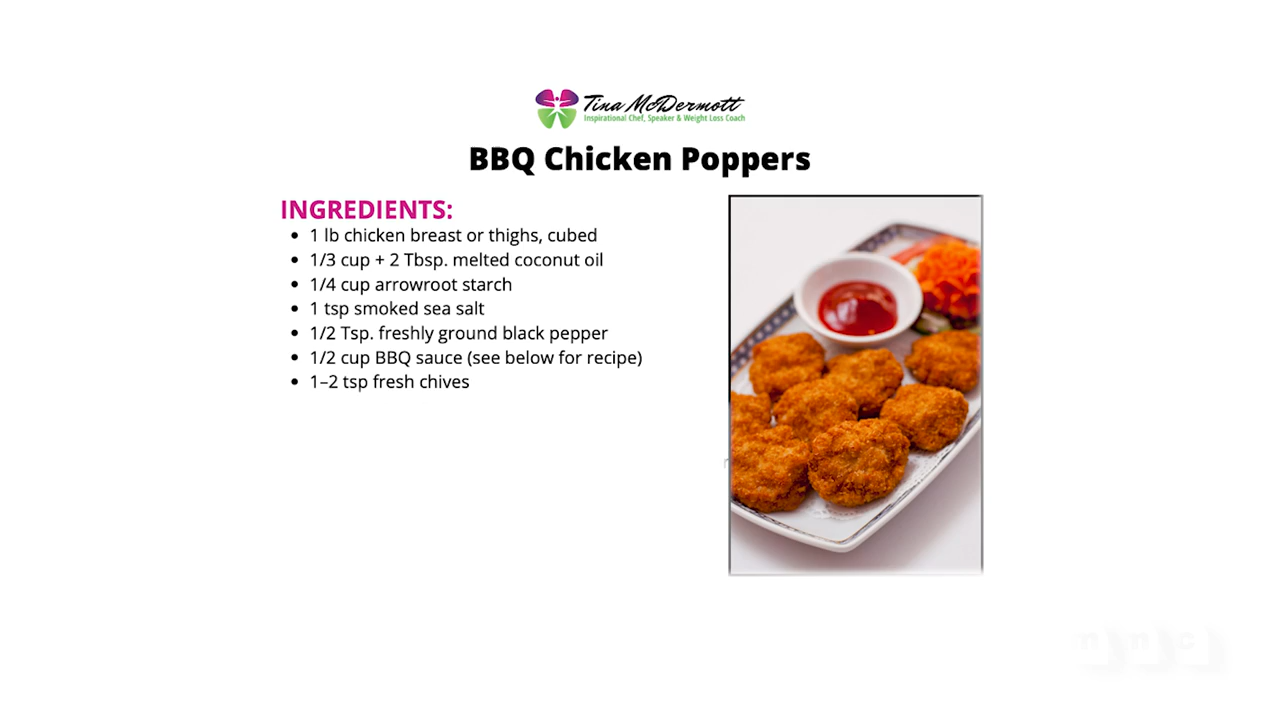 Tina McDermott
Inspirational Chef, Speaker & Weight Loss Coach
BBQ Chicken Poppers
INGREDIENTS:
• 1 lb chicken breast or thighs, cubed
• 1/3 cup + 2 Tbsp. melted coconut oil
• 1/4 cup arrowroot starch
• 1 tsp smoked sea salt
• 1/2 Tsp. freshly ground black pepper
• 1/2 cup BBQ sauce (see below for recipe)
• 1–2 tsp fresh chives